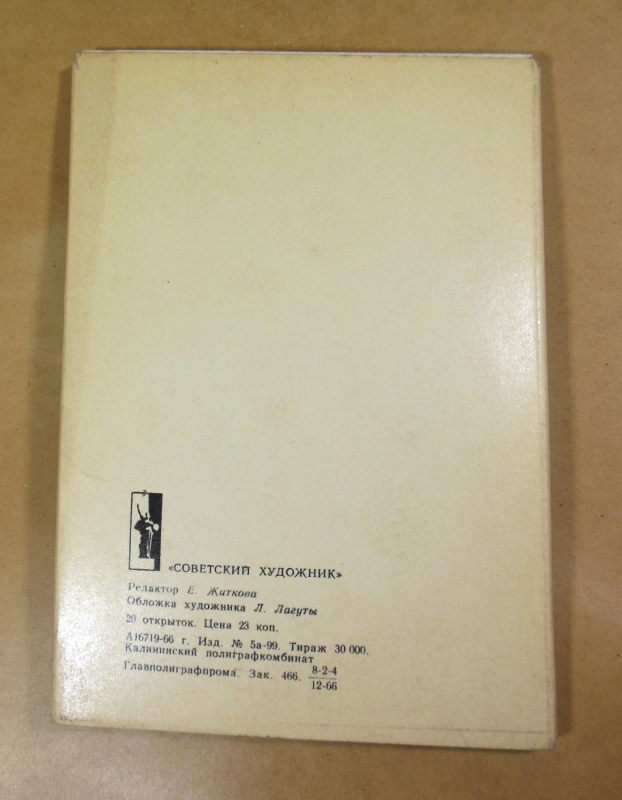 «СОВЕТСКИЙ ХУДОЖНИК»
Редактор Е. Житкова
Обложка художника Л. Лагуты
20 открыток. Цена 23 коп.
А16719-66 г. Изд. № 5а-99. Тираж 30 000.
Калининский полиграфкомбинат
Главполиграфпрома. Зак. 466. 8-2-4
12-66